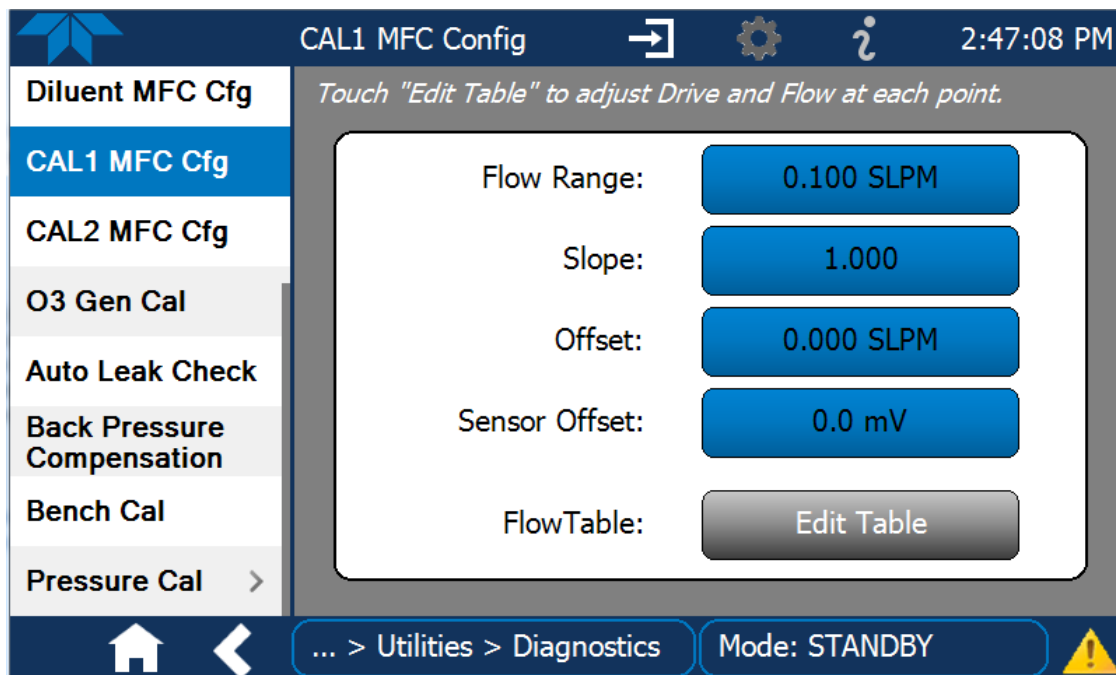 CAL1 MFC Config
2:47:08 PM
Diluent MFC Cfg
CAL1 MFC Cfg
CAL2 MFC Cfg
O3 Gen Cal
Auto Leak Check
Back Pressure
Compensation
Bench Cal
Pressure Cal >
Touch "Edit Table" to adjust Drive and Flow at each point.
Flow Range: 0.100 SLPM
Slope: 1.000
Offset: 0.000 SLPM
Sensor Offset: 0.0 mV
FlowTable: Edit Table
... > Utilities > Diagnostics
Mode: STANDBY